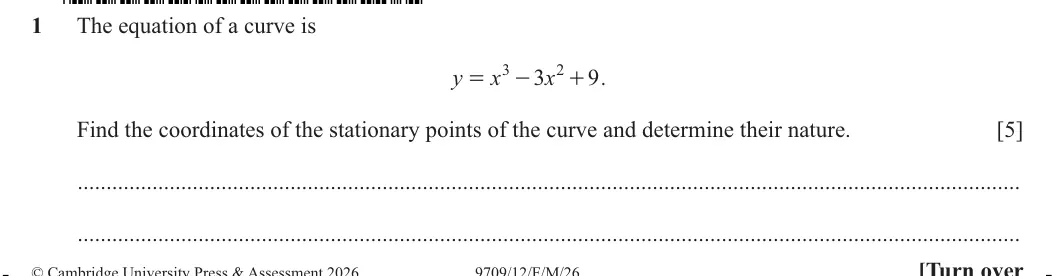 1 The equation of a curve is
y = x³ − 3x² + 9.
Find the coordinates of the stationary points of the curve and determine their nature. [5]
© Cambridge University Press & Assessment 2026 9709/12/F/M/26 [Turn over